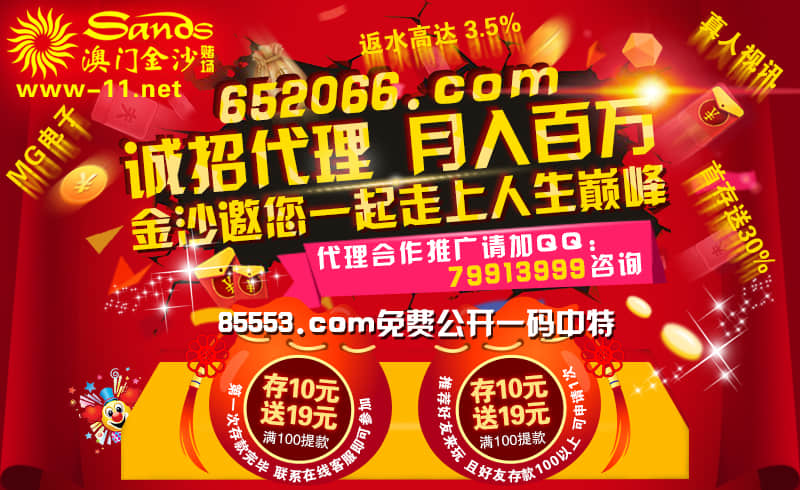 Sands
澳门金沙赌场
www-11.net
返水高达 3.5%
真人视讯
MG电子
652066.com
诚招代理 月入百万
金沙邀您一起走上人生巅峰
首存送30%
代理合作推广请加QQ:
79913999咨询
85553.com免费公开一码中特
存10元
送19元
满100提款
第一次存款完毕 联系在线客服即可参加
存10元
送19元
满100提款
推荐好友来玩 且好友存款100以上 可申请1次